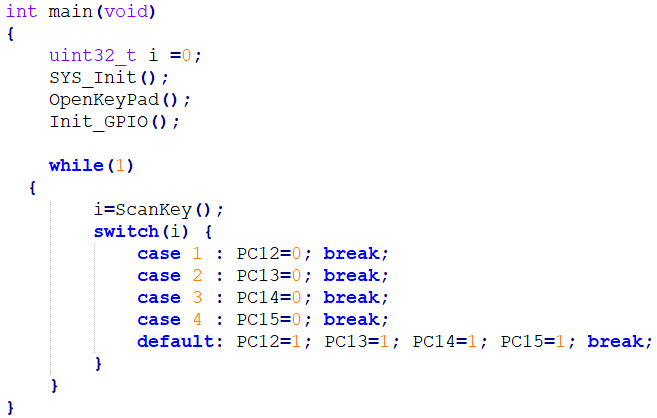 int main(void)
{
    uint32_t i =0;
    SYS_Init();
    OpenKeyPad();
    Init_GPIO();

    while(1)
  {
        i=ScanKey();
        switch(i) {
            case 1 : PC12=0; break;
            case 2 : PC13=0; break;
            case 3 : PC14=0; break;
            case 4 : PC15=0; break;
            default: PC12=1; PC13=1; PC14=1; PC15=1; break;
        }
    }
}